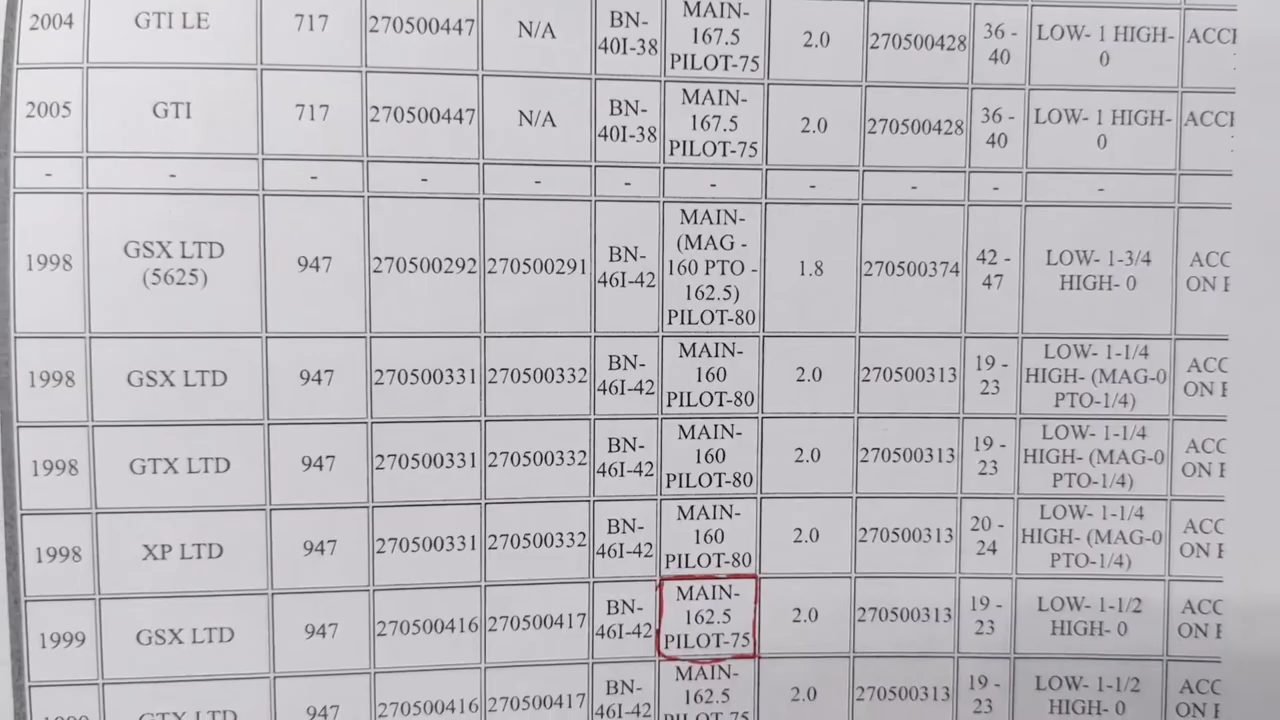 2004 GTI LE 717 270500447 N/A BN-40I-38 MAIN-167.5 PILOT-75 2.0 270500428 36 - 40 LOW- 1 HIGH- 0
2005 GTI 717 270500447 N/A BN-40I-38 MAIN-167.5 PILOT-75 2.0 270500428 36 - 40 LOW- 1 HIGH- 0
- - - - - - - - - - -
1998 GSX LTD (5625) 947 270500292 270500291 BN-46I-42 MAIN-(MAG - 160 PTO - 162.5) PILOT-80 1.8 270500374 42 - 47 LOW- 1-3/4 HIGH- 0 ACC ON
1998 GSX LTD 947 270500331 270500332 BN-46I-42 MAIN-160 PILOT-80 2.0 270500313 19 - 23 LOW- 1-1/4 HIGH- (MAG-0 PTO-1/4) ACC ON
1998 GTX LTD 947 270500331 270500332 BN-46I-42 MAIN-160 PILOT-80 2.0 270500313 19 - 23 LOW- 1-1/4 HIGH- (MAG-0 PTO-1/4) ACC ON
1998 XP LTD 947 270500331 270500332 BN-46I-42 MAIN-160 PILOT-80 2.0 270500313 20 - 24 LOW- 1-1/4 HIGH- (MAG-0 PTO-1/4) ACC ON
1999 GSX LTD 947 270500416 270500417 BN-46I-42 MAIN-162.5 PILOT-75 2.0 270500313 19 - 23 LOW- 1-1/2 HIGH- 0 ACC ON
GTX LTD 947 270500416 270500417 BN-46I-42 MAIN-162.5 PILOT-75 2.0 270500313 19 - 23 LOW- 1-1/2 HIGH- 0 ACC ON